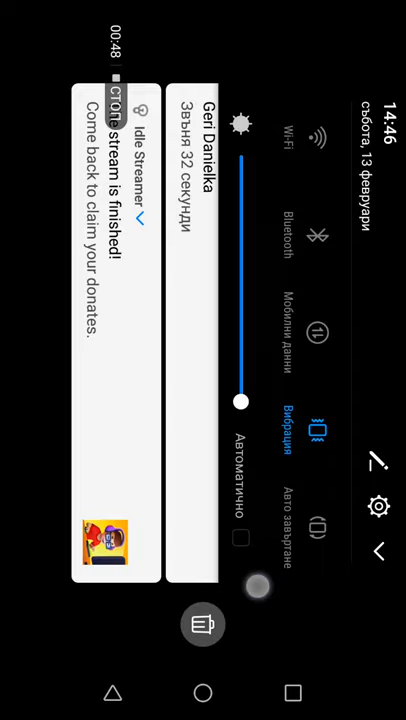 14:46
събота, 13 февруари
Wi-Fi
Bluetooth
Мобилни данни
Вибрация
Авто завъртане
Автоматично
Geri Danielka
Звъня 32 секунди
Idle Streamer
stream is finished!
Come back to claim your donates.
00:48
СТОП